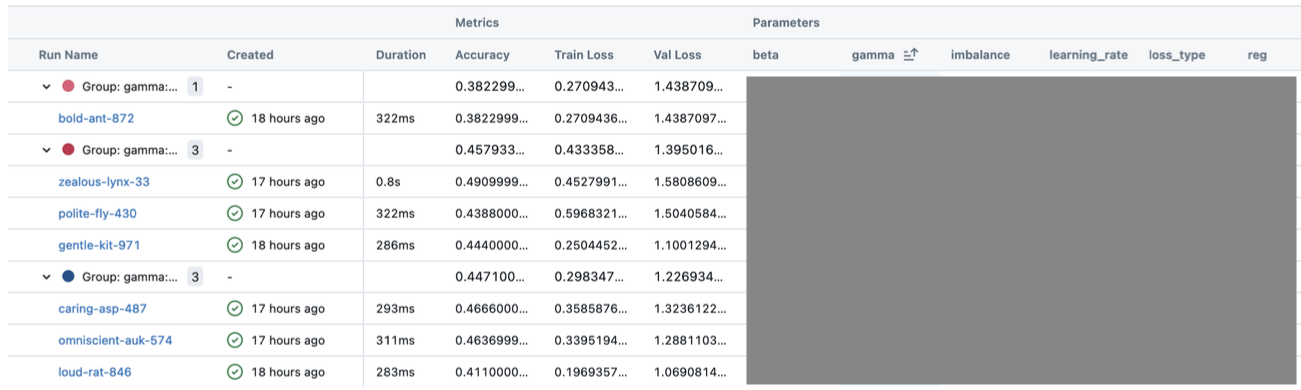 Metrics Parameters
Run Name Created Duration Accuracy Train Loss Val Loss beta gamma imbalance learning_rate loss_type reg
Group: gamma:... 1 - 0.382299... 0.270943... 1.438709...
bold-ant-872 18 hours ago 322ms 0.3822999... 0.2709436... 1.4387097...
Group: gamma:... 3 - 0.457933... 0.433358... 1.395016...
zealous-lynx-33 17 hours ago 0.8s 0.4909999... 0.4527991... 1.5808609...
polite-fly-430 17 hours ago 322ms 0.4388000... 0.5968321... 1.5040584...
gentle-kit-971 18 hours ago 286ms 0.4440000... 0.2504452... 1.1001294...
Group: gamma:... 3 - 0.447100... 0.298347... 1.226934...
caring-asp-487 17 hours ago 293ms 0.4666000... 0.3585876... 1.3236122...
omniscient-auk-574 17 hours ago 311ms 0.4636999... 0.3395194... 1.2881103...
loud-rat-846 18 hours ago 283ms 0.4110000... 0.1969357... 1.0690814...